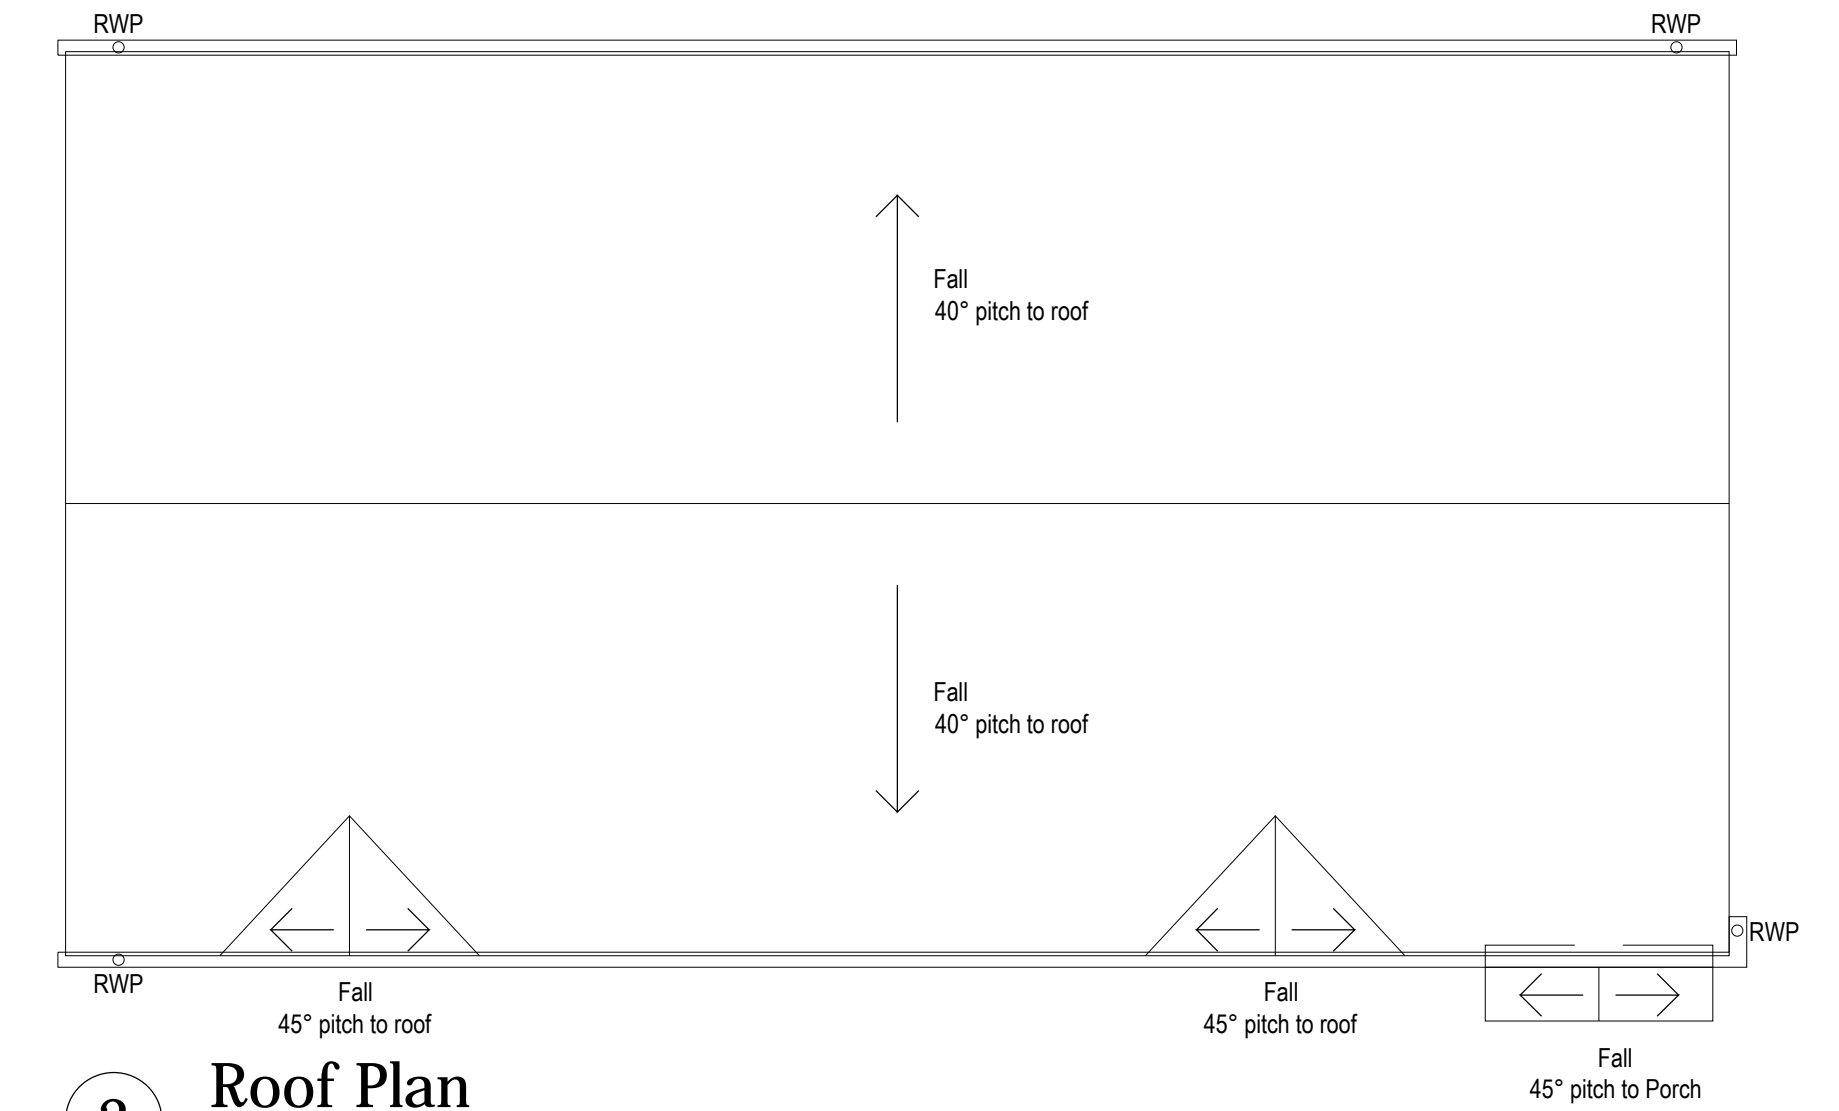 RWP
RWP
Fall
40° pitch to roof
Fall
40° pitch to roof
RWP
RWP
Fall
45° pitch to roof
Fall
45° pitch to roof
Fall
45° pitch to Porch
Roof Plan